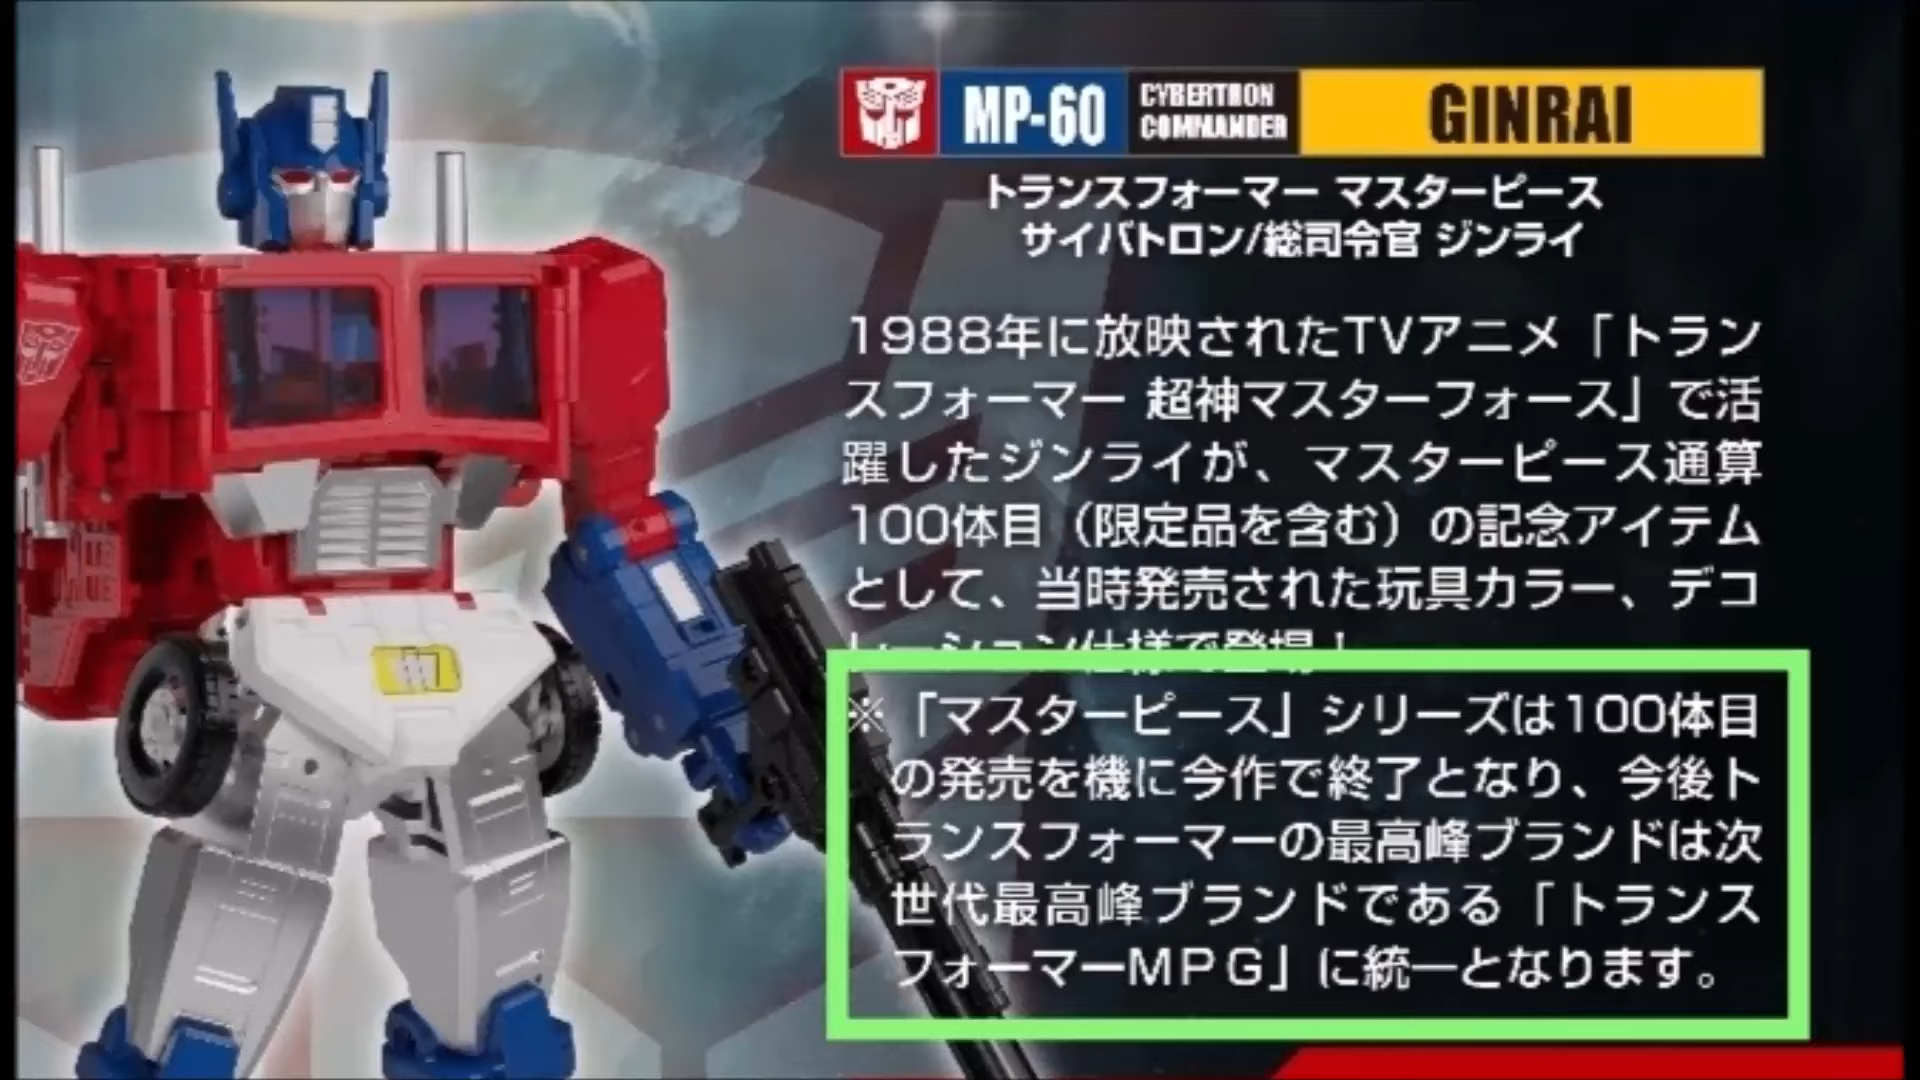 MP-60
CYBERTRON
COMMANDER
GINRAI
トランスフォーマー マスターピース
サイバトロン/総司令官 ジンライ
1988年に放映されたTVアニメ「トラン
スフォーマー 超神マスターフォース」で活
躍したジンライが、マスターピース通算
100体目（限定品を含む）の記念アイテム
として、当時発売された玩具カラー、デコ
レーション仕様で登場！
※「マスターピース」シリーズは100体目
の発売を機に今作で終了となり、今後ト
ランスフォーマーの最高峰ブランドは次
世代最高峰ブランドである「トランス
フォーマーMPG」に統一となります。